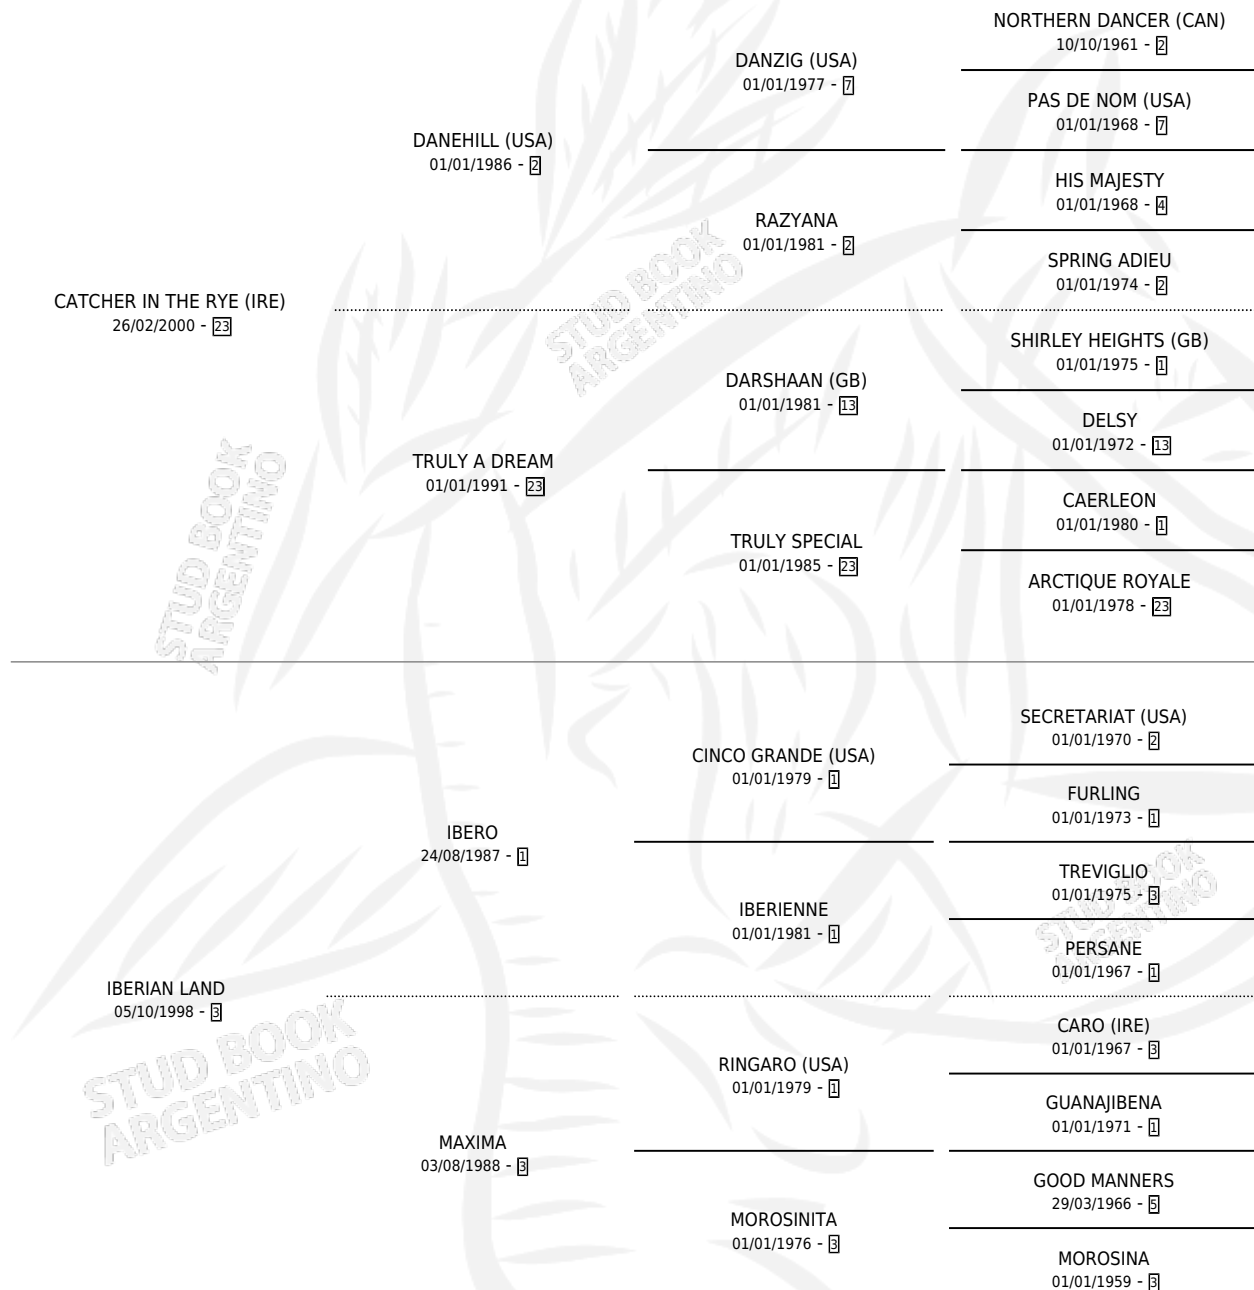 NORTHERN DANCER (CAN)
10/10/1961 - 2
DANZIG (USA)
01/01/1977 - 7
PAS DE NOM (USA)
01/01/1968 - 7
DANEHILL (USA)
01/01/1986 - 2
HIS MAJESTY
01/01/1968 - 4
RAZYANA
01/01/1981 - 2
SPRING ADIEU
01/01/1974 - 2
CATCHER IN THE RYE (IRE)
26/02/2000 - 23
SHIRLEY HEIGHTS (GB)
01/01/1975 - 1
DARSHAAN (GB)
01/01/1981 - 13
DELSY
01/01/1972 - 13
TRULY A DREAM
01/01/1991 - 23
CAERLEON
01/01/1980 - 1
TRULY SPECIAL
01/01/1985 - 23
ARCTIQUE ROYALE
01/01/1978 - 23
SECRETARIAT (USA)
01/01/1970 - 2
CINCO GRANDE (USA)
01/01/1979 - 1
FURLING
01/01/1973 - 1
IBERO
24/08/1987 - 1
TREVIGLIO
01/01/1975 - 3
IBERIENNE
01/01/1981 - 1
PERSANE
01/01/1967 - 1
IBERIAN LAND
05/10/1998 - 3
CARO (IRE)
01/01/1967 - 3
RINGARO (USA)
01/01/1979 - 1
GUANAJIBENA
01/01/1971 - 1
MAXIMA
03/08/1988 - 3
GOOD MANNERS
29/03/1966 - 5
MOROSINITA
01/01/1976 - 3
MOROSINA
01/01/1959 - 3
STUD BOOK
ARGENTINO
STUD BOOK
ARGENTINO
STUD BOOK
ARGENTINO
STUD BOOK
ARGENTINO